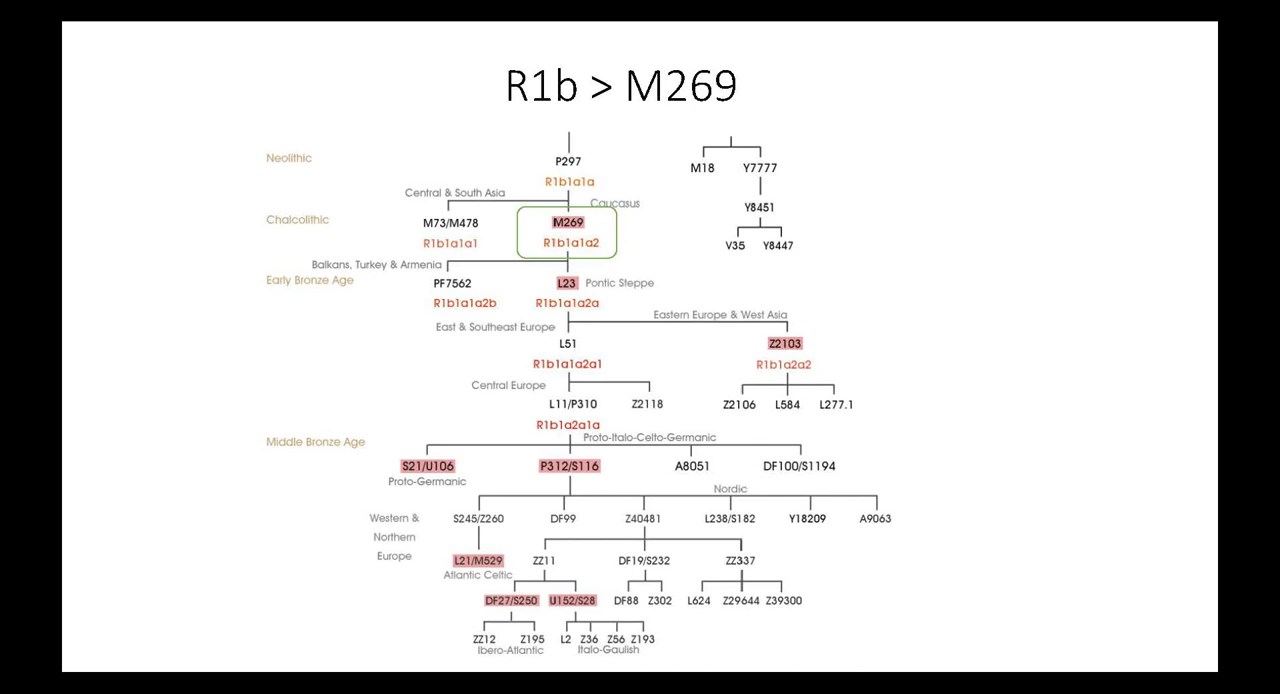 R1b > M269
Neolithic
P297
M18
Y7777
R1b1a1a
Central & South Asia
Caucasus
Y8451
Chalcolithic
M73/M478
M269
R1b1a1a1
R1b1a1a2
V35
Y8447
Balkans, Turkey & Armenia
Early Bronze Age
PF7562
L23
Pontic Steppe
R1b1a1a2b
R1b1a1a2a
Eastern Europe & West Asia
East & Southeast Europe
L51
Z2103
R1b1a1a2a1
R1b1a2a2
Central Europe
L11/P310
Z2118
Z2106
L584
L277.1
R1b1a2a1a
Middle Bronze Age
Proto-Italo-Celto-Germanic
S21/U106
P312/S116
A8051
DF100/S1194
Proto-Germanic
Nordic
Western &
Northern
Europe
S245/Z260
DF99
Z40481
L238/S182
Y18209
A9063
L21/M529
ZZ11
DF19/S232
ZZ337
Atlantic Celtic
DF27/S250
U152/S28
DF88
Z302
L624
Z29644
Z39300
ZZ12
Z195
L2
Z36
Z56
Z193
Ibero-Atlantic
Italo-Gaulish